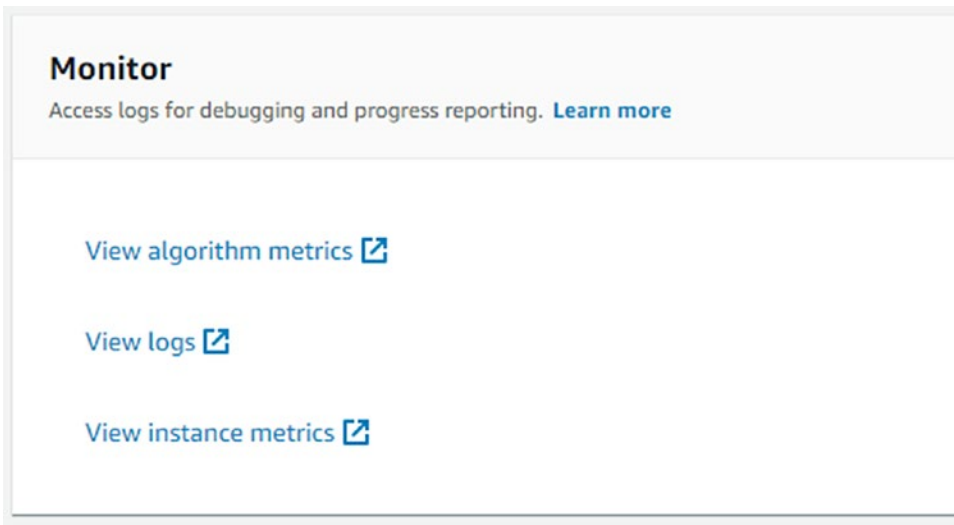 Monitor
Access logs for debugging and progress reporting. Learn more
View algorithm metrics
View logs
View instance metrics